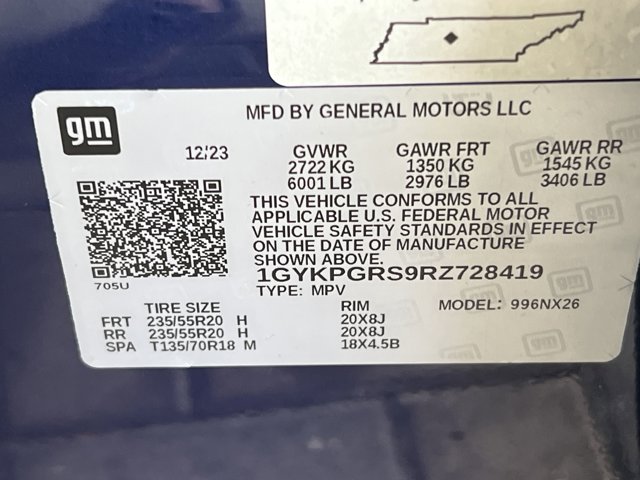 gm
MFD BY GENERAL MOTORS LLC
12/23
GVWR GAWR FRT GAWR RR
2722 KG 1350 KG 1545 KG
6001 LB 2976 LB 3406 LB
THIS VEHICLE CONFORMS TO ALL
APPLICABLE U.S. FEDERAL MOTOR
VEHICLE SAFETY STANDARDS IN EFFECT
ON THE DATE OF MANUFACTURE
SHOWN ABOVE.
1GYKPGRS9RZ728419
705U
TYPE: MPV
TIRE SIZE RIM MODEL: 996NX26
FRT 235/55R20 H 20X8J
RR 235/55R20 H 20X8J
SPA T135/70R18 M 18X4.5B